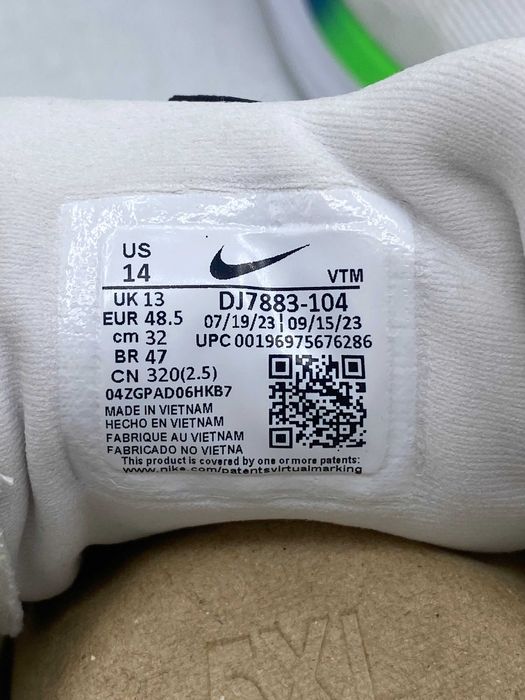 US
14
VTM
UK 13
DJ7883-104
EUR 48.5
07/19/23 | 09/15/23
cm 32
UPC 00196975676286
BR 47
CN 320(2.5)
04ZGPAD06HKB7
MADE IN VIETNAM
HECHO EN VIETNAM
FABRIQUE AU VIETNAM
FABRICADO NO VIETNA
This product is covered by one or more patents:
www.nike.com/patentsvirtualmarking